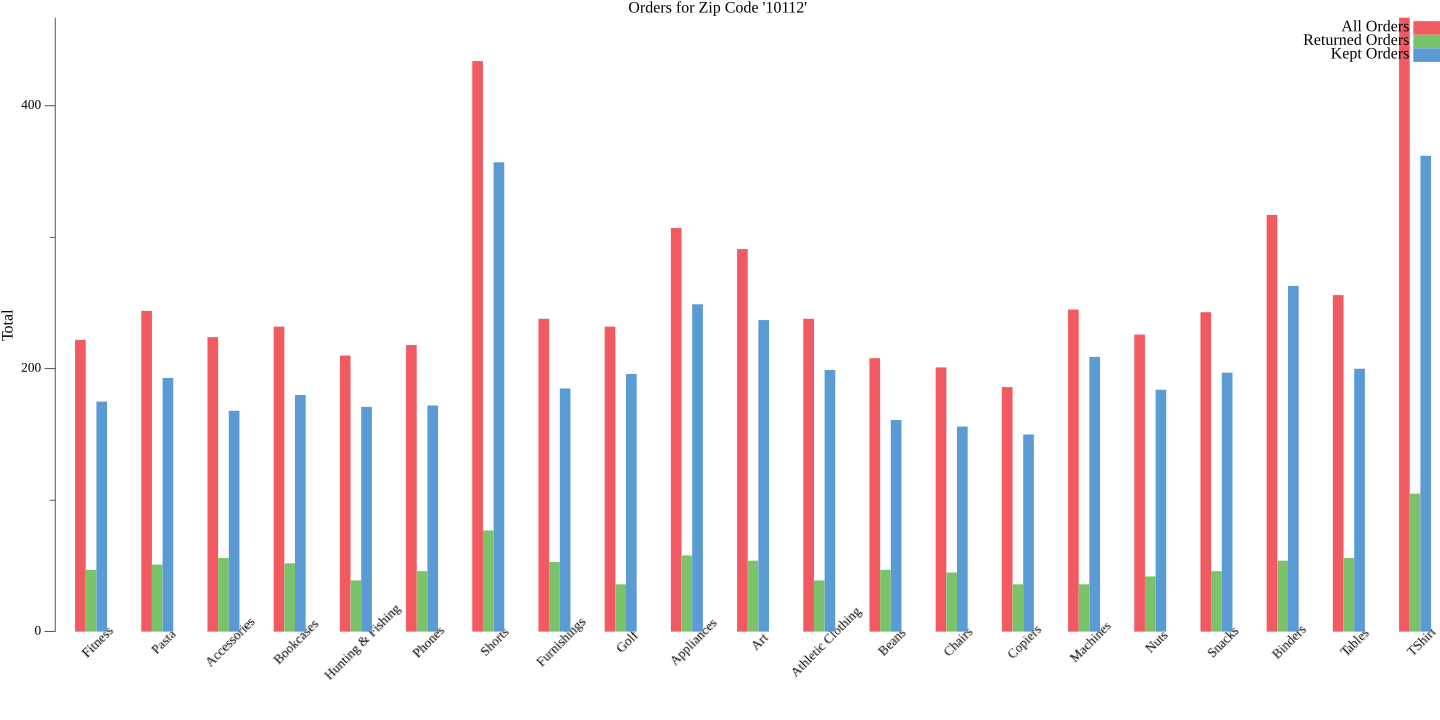 Orders for Zip Code '10112'
All Orders
Returned Orders
Kept Orders
Total
400
200
0
Fitness
Pasta
Accessories
Bookcases
Hunting & Fishing
Phones
Shorts
Furnishings
Golf
Appliances
Art
Athletic Clothing
Beans
Chairs
Copiers
Machines
Nuts
Snacks
Binders
Tables
TShirt